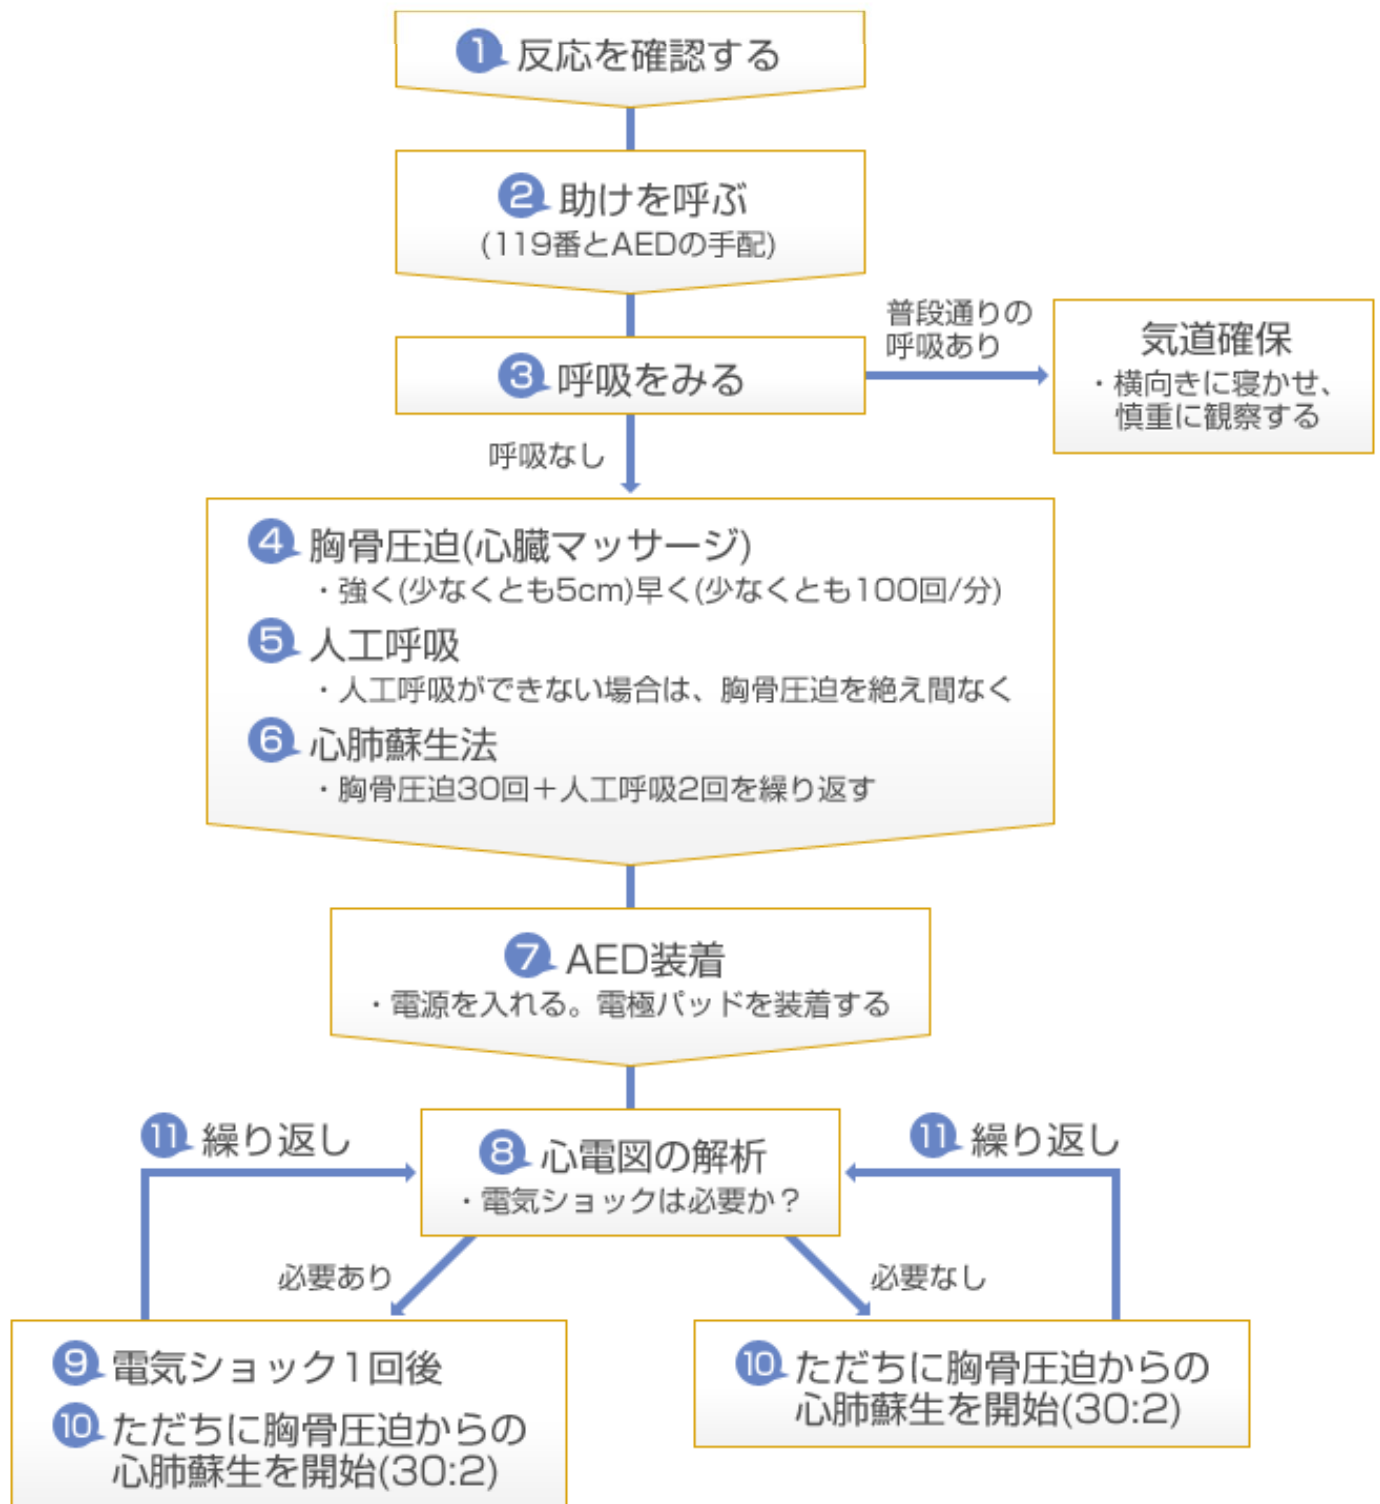 1 反応を確認する
2 助けを呼ぶ
(119番とAEDの手配)
3 呼吸をみる
普段通りの
呼吸あり
気道確保
・横向きに寝かせ、
慎重に観察する
呼吸なし
4 胸骨圧迫(心臓マッサージ)
・強く(少なくとも5cm)早く(少なくとも100回/分)
5 人工呼吸
・人工呼吸ができない場合は、胸骨圧迫を絶え間なく
6 心肺蘇生法
・胸骨圧迫30回＋人工呼吸2回を繰り返す
7 AED装着
・電源を入れる。電極パッドを装着する
11 繰り返し
8 心電図の解析
・電気ショックは必要か？
11 繰り返し
必要あり
必要なし
9 電気ショック1回後
10 ただちに胸骨圧迫からの
心肺蘇生を開始(30:2)
10 ただちに胸骨圧迫からの
心肺蘇生を開始(30:2)